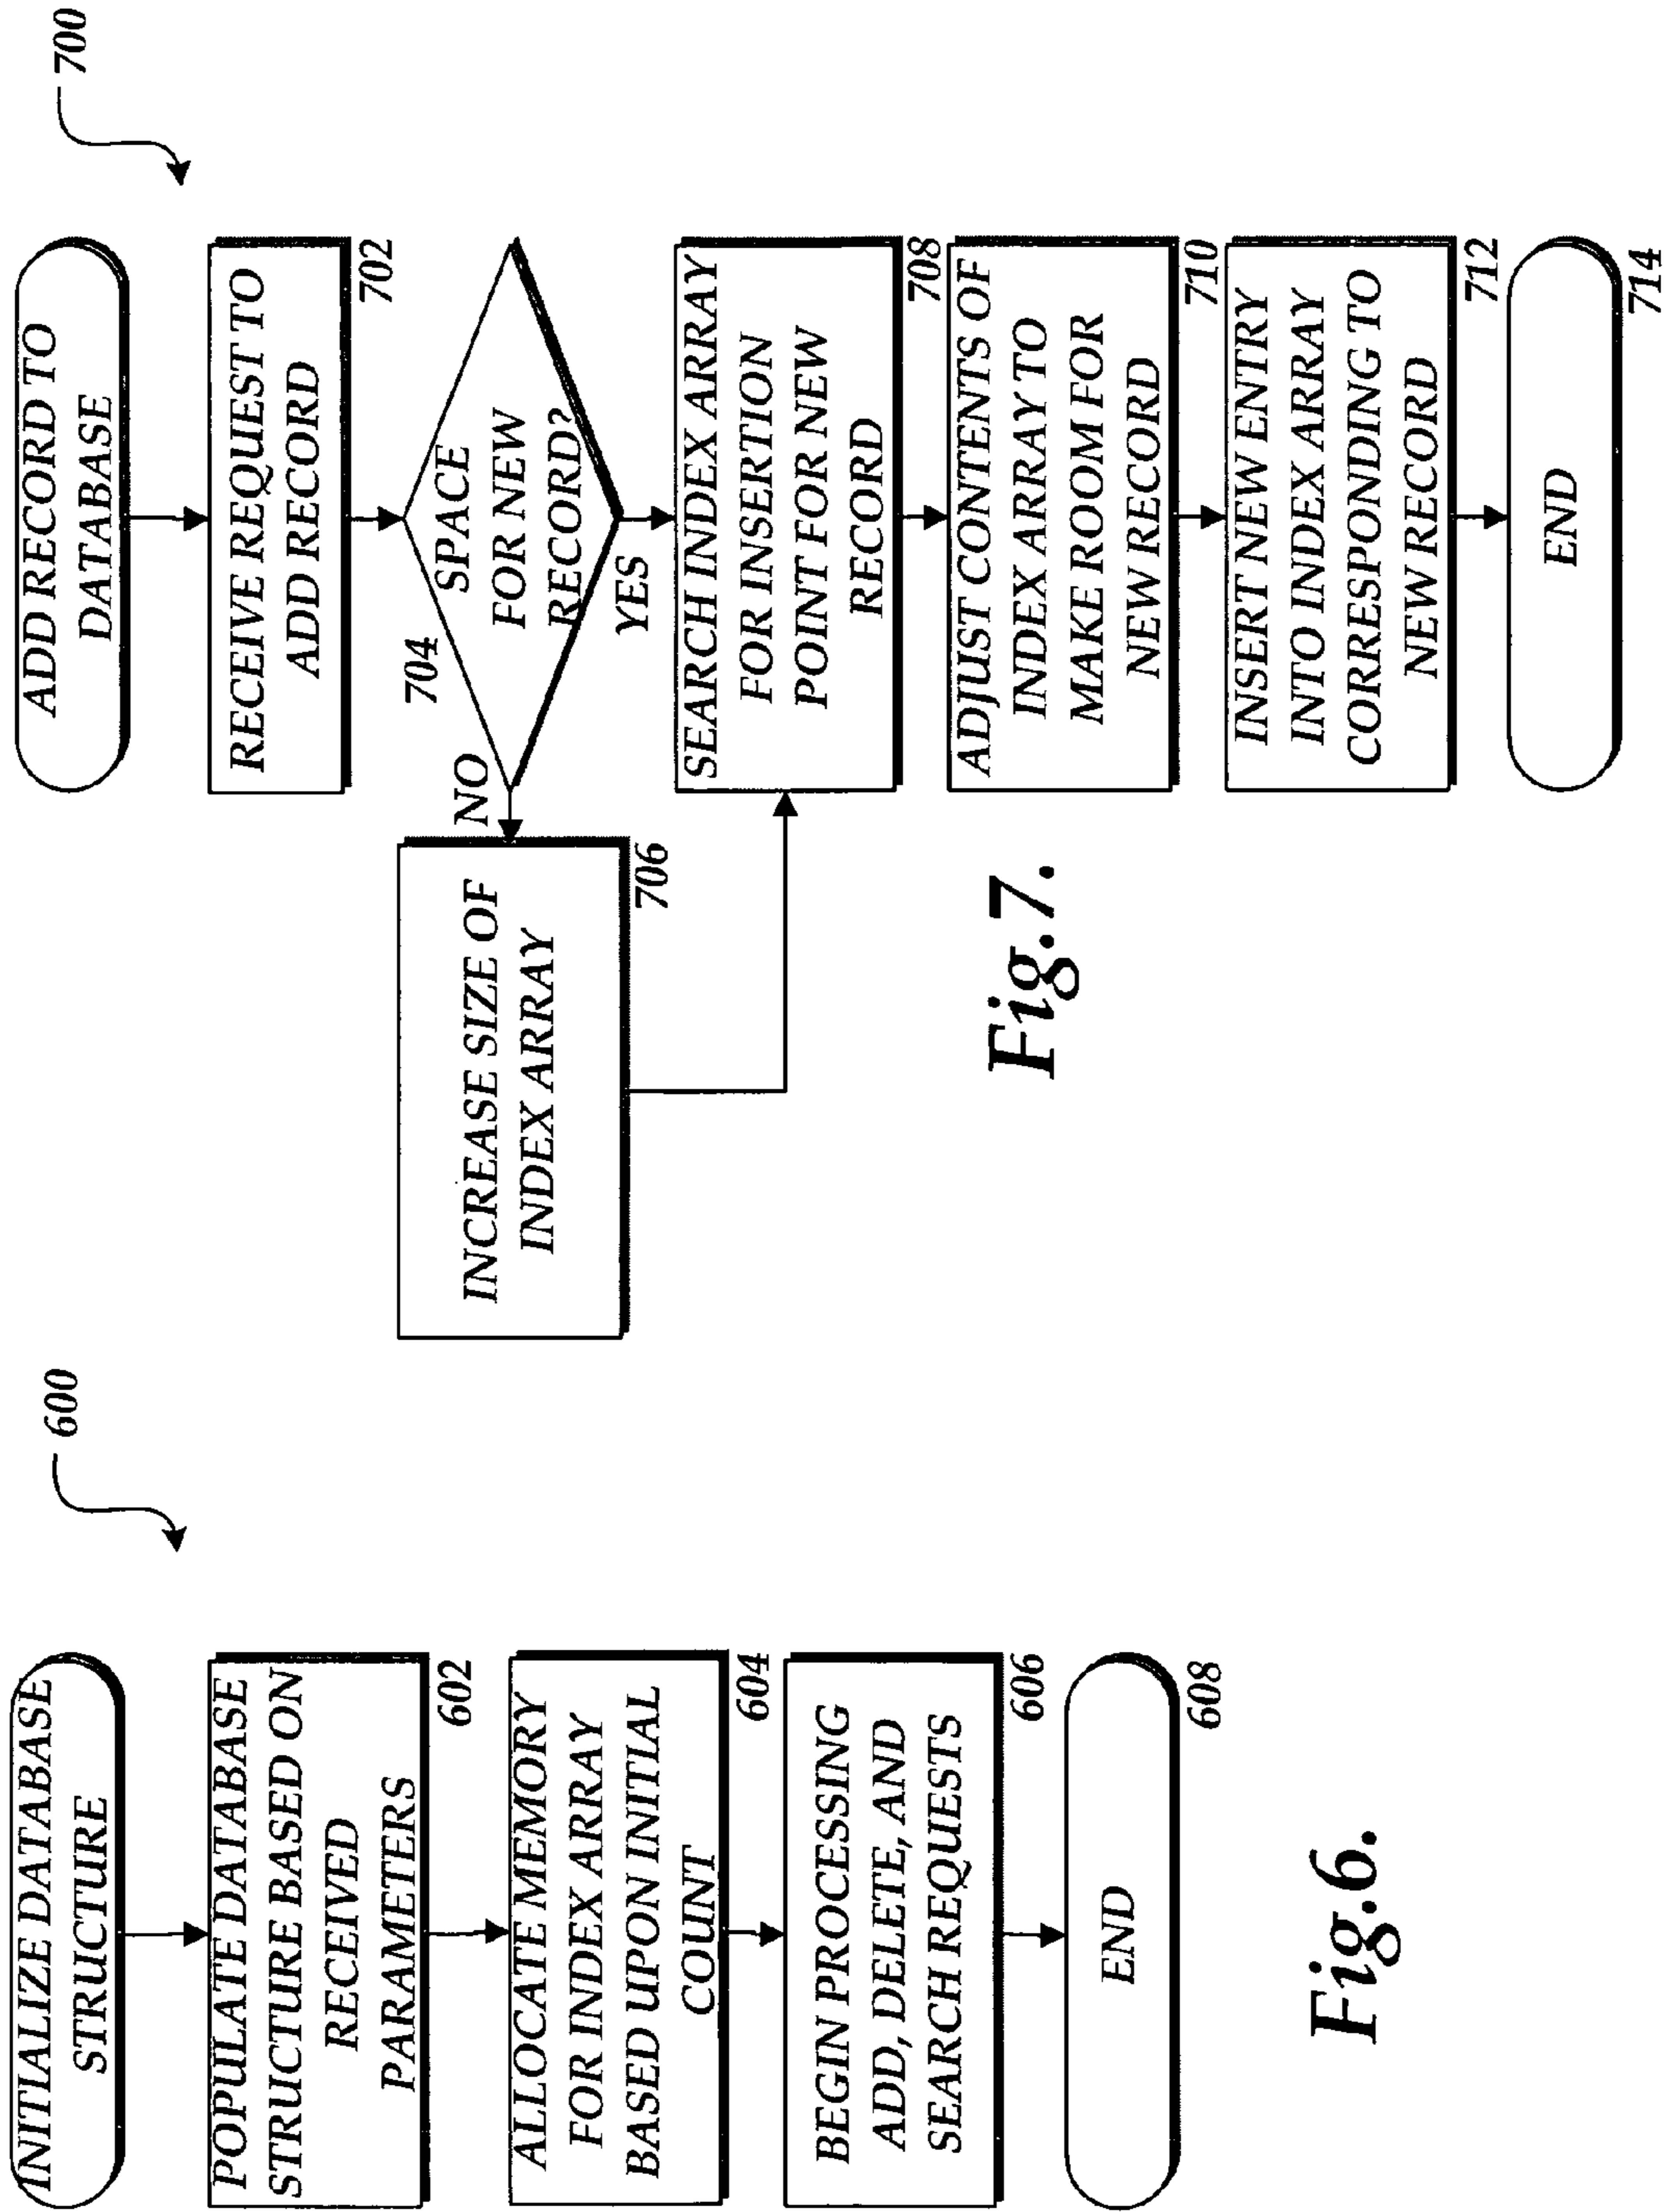 600
INITIALIZE DATABASE
STRUCTURE
POPULATE DATABASE
STRUCTURE BASED ON
RECEIVED
PARAMETERS
602
ALLOCATE MEMORY
FOR INDEX ARRAY
BASED UPON INITIAL
COUNT
604
BEGIN PROCESSING
ADD, DELETE, AND
SEARCH REQUESTS
606
END
608
Fig.6.
700
ADD RECORD TO
DATABASE
RECEIVE REQUEST TO
ADD RECORD
702
704
SPACE
FOR NEW
RECORD?
NO
YES
INCREASE SIZE OF
INDEX ARRAY
706
SEARCH INDEX ARRAY
FOR INSERTION
POINT FOR NEW
RECORD
708
ADJUST CONTENTS OF
INDEX ARRAY TO
MAKE ROOM FOR
NEW RECORD
710
INSERT NEW ENTRY
INTO INDEX ARRAY
CORRESPONDING TO
NEW RECORD
712
END
714
Fig.7.